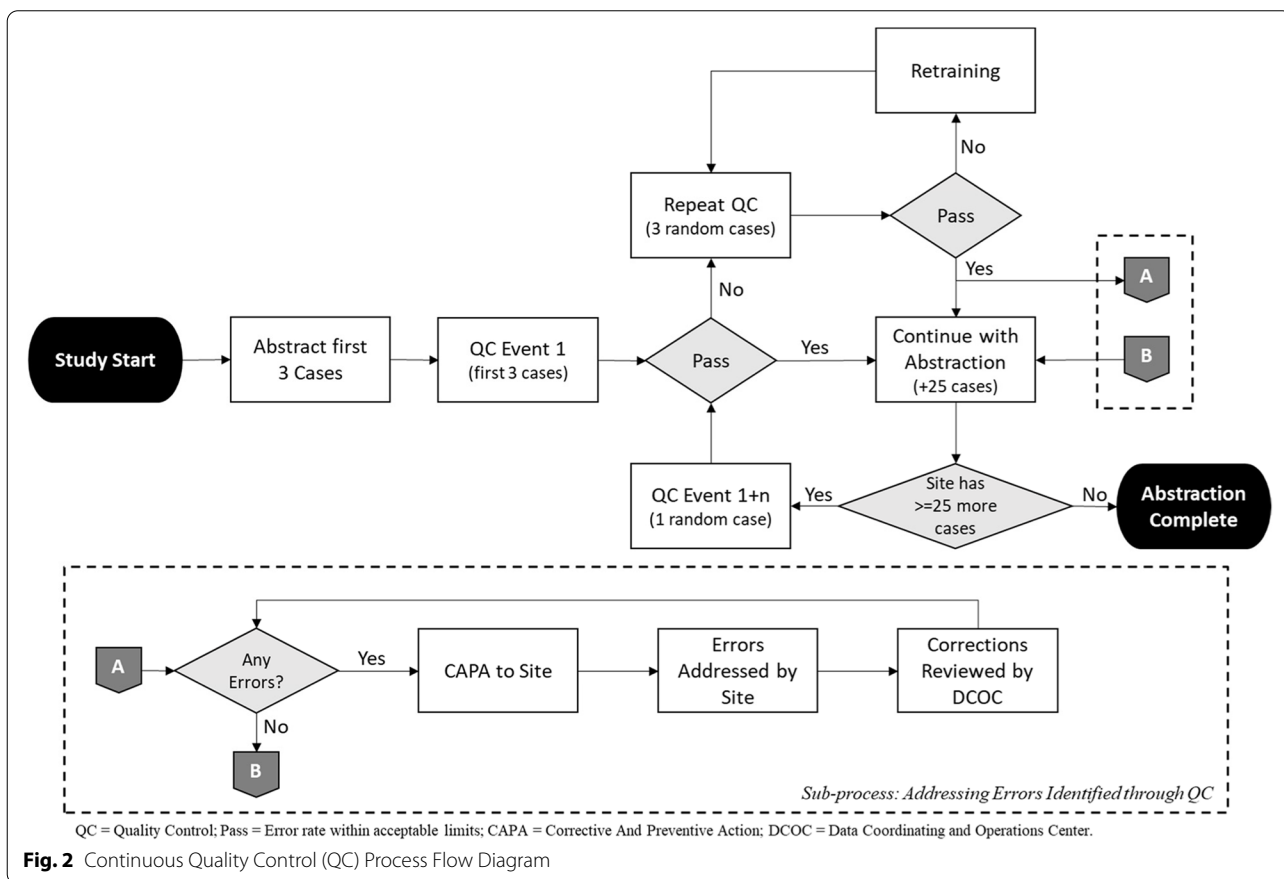 Retraining
No
Repeat QC
(3 random cases)
Pass
Yes
A
No
Study Start
Abstract first
3 Cases
QC Event 1
(first 3 cases)
Pass
Yes
Continue with
Abstraction
(+25 cases)
B
QC Event 1+n
(1 random case)
Yes
Site has
>=25 more
cases
No
Abstraction
Complete
A
Any
Errors?
Yes
CAPA to Site
Errors
Addressed by
Site
Corrections
Reviewed by
DCOC
No
B
Sub-process: Addressing Errors Identified through QC
QC = Quality Control; Pass = Error rate within acceptable limits; CAPA = Corrective And Preventive Action; DCOC = Data Coordinating and Operations Center.
Fig. 2 Continuous Quality Control (QC) Process Flow Diagram